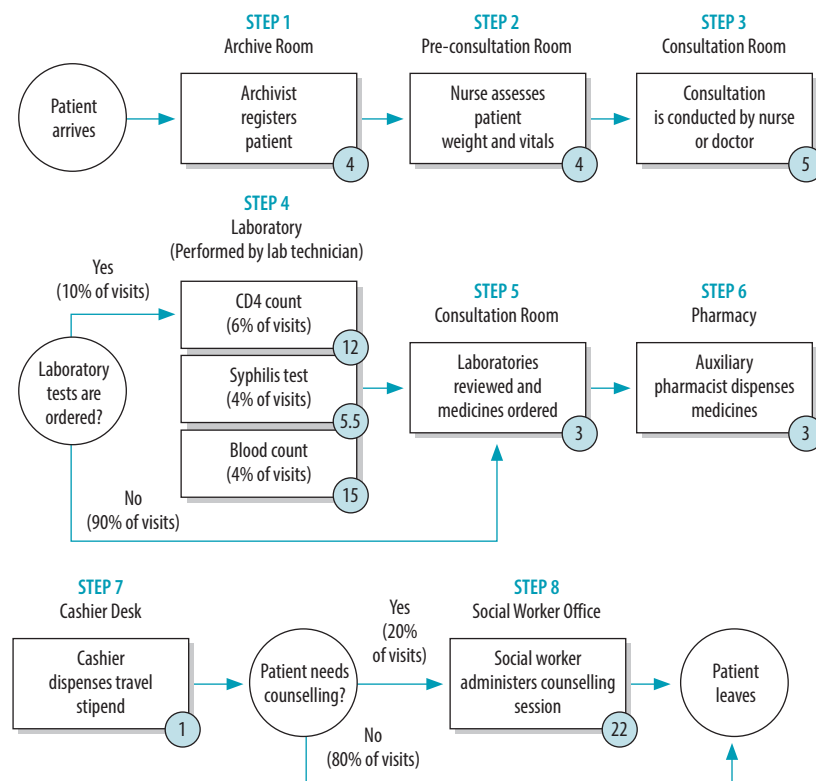 STEP 1
Archive Room
STEP 2
Pre-consultation Room
STEP 3
Consultation Room
Patient
arrives
Archivist
registers
patient
4
Nurse assesses
patient
weight and vitals
4
Consultation
is conducted by nurse
or doctor
5
STEP 4
Laboratory
(Performed by lab technician)
Yes
(10% of visits)
Laboratory
tests are
ordered?
No
(90% of visits)
CD4 count
(6% of visits)
12
Syphilis test
(4% of visits)
5.5
Blood count
(4% of visits)
15
STEP 5
Consultation Room
Laboratories
reviewed and
medicines ordered
3
STEP 6
Pharmacy
Auxiliary
pharmacist dispenses
medicines
3
STEP 7
Cashier Desk
Cashier
dispenses travel
stipend
1
Patient needs
counselling?
Yes
(20%
of visits)
No
(80% of visits)
STEP 8
Social Worker Office
Social worker
administers counselling
session
22
Patient
leaves